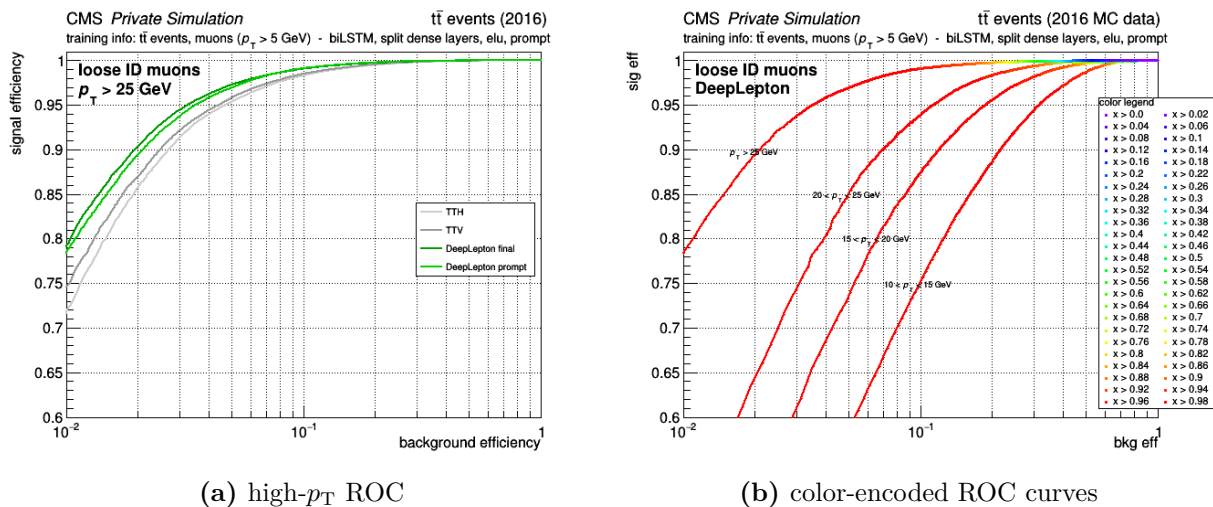 CMS Private Simulation
tt̄ events (2016)
training info: tt̄ events, muons (pT > 5 GeV) - biLSTM, split dense layers, elu, prompt
signal efficiency
1
0.95
0.9
0.85
0.8
0.75
0.7
0.65
0.6
loose ID muons
pT > 25 GeV
TTH
TTV
DeepLepton final
DeepLepton prompt
10⁻²
10⁻¹
1
background efficiency
(a) high-pT ROC
CMS Private Simulation
tt̄ events (2016 MC data)
training info: tt̄ events, muons (pT > 5 GeV) - biLSTM, split dense layers, elu, prompt
sig eff
1
0.95
0.9
0.85
0.8
0.75
0.7
0.65
0.6
loose ID muons
DeepLepton
pT > 25 GeV
20 < pT < 25 GeV
15 < pT < 20 GeV
10 < pT < 15 GeV
color legend
x > 0.0 x > 0.02
x > 0.04 x > 0.06
x > 0.08 x > 0.1
x > 0.12 x > 0.14
x > 0.16 x > 0.18
x > 0.2 x > 0.22
x > 0.24 x > 0.26
x > 0.28 x > 0.3
x > 0.32 x > 0.34
x > 0.36 x > 0.38
x > 0.4 x > 0.42
x > 0.44 x > 0.46
x > 0.48 x > 0.5
x > 0.52 x > 0.54
x > 0.56 x > 0.58
x > 0.6 x > 0.62
x > 0.64 x > 0.66
x > 0.68 x > 0.7
x > 0.72 x > 0.74
x > 0.76 x > 0.78
x > 0.8 x > 0.82
x > 0.84 x > 0.86
x > 0.88 x > 0.9
x > 0.92 x > 0.94
x > 0.96 x > 0.98
10⁻²
10⁻¹
1
bkg eff
(b) color-encoded ROC curves